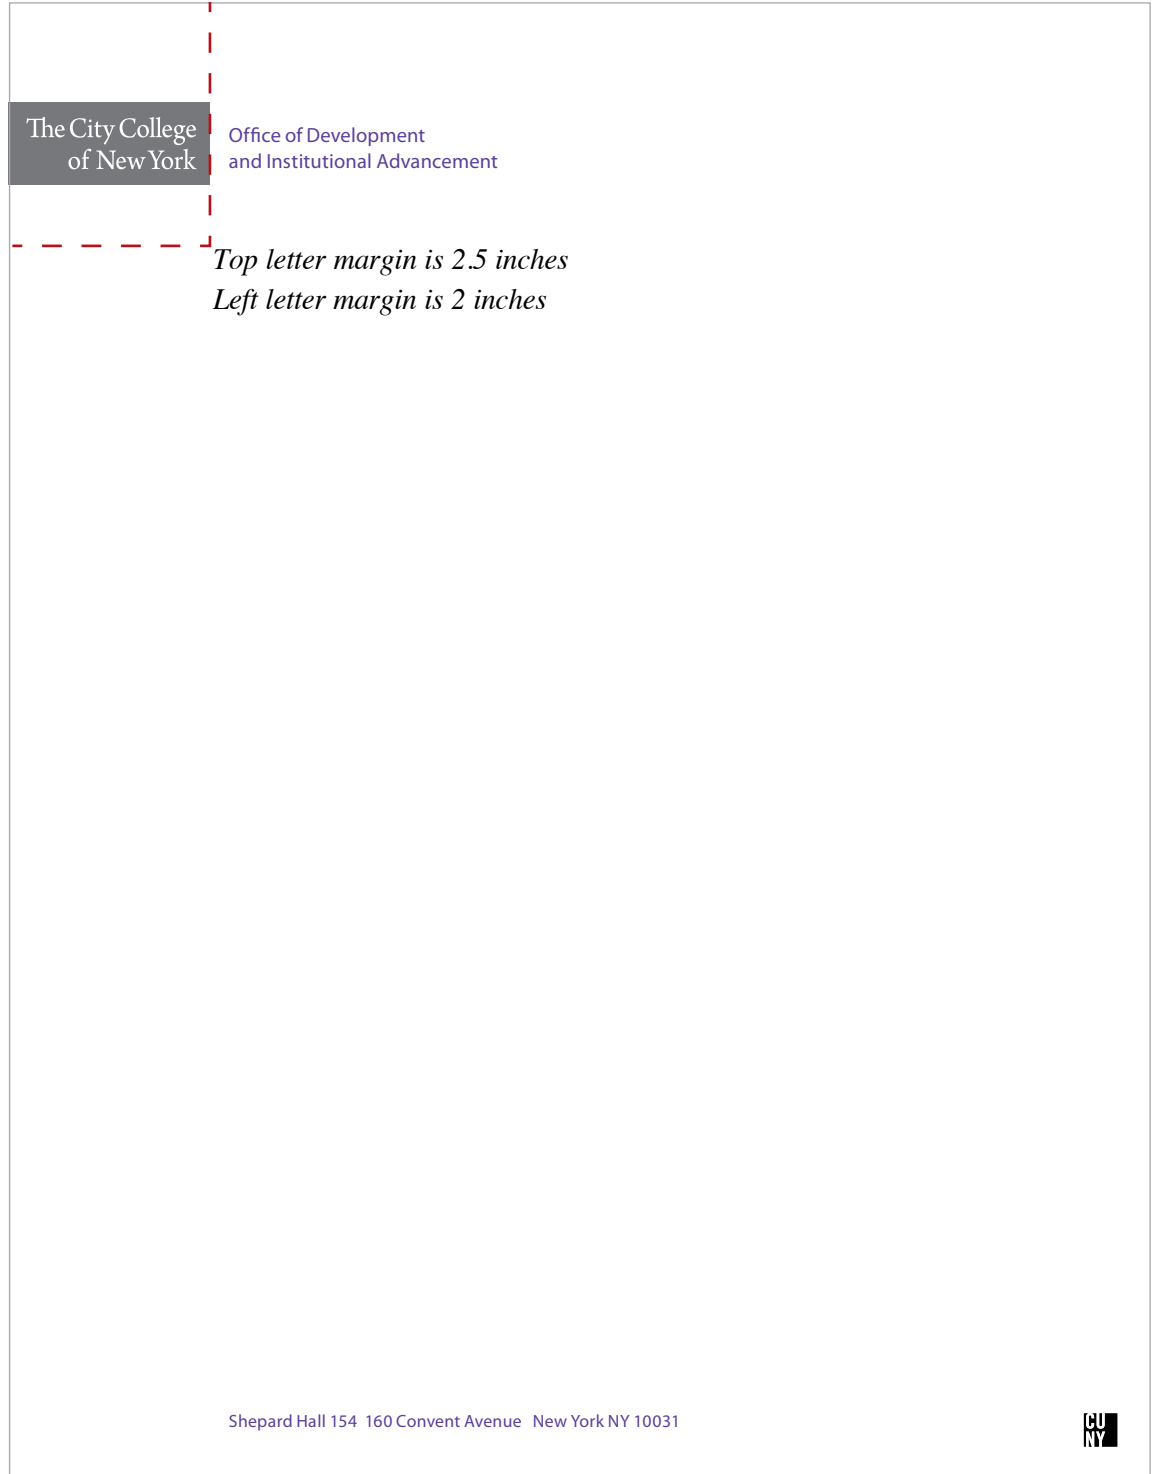 The City College
of New York
Office of Development
and Institutional Advancement
Top letter margin is 2.5 inches
Left letter margin is 2 inches
Shepard Hall 154  160 Convent Avenue   New York NY 10031
CU
NY